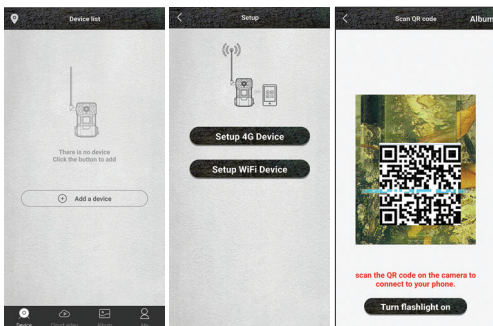 Device list
There is no device
Click the button to add
Add a device
Device
Cloud video
Album
Me
Setup
Setup 4G Device
Setup WiFi Device
Scan QR code
Album
scan the QR code on the camera to
connect to your phone.
Turn flashlight on